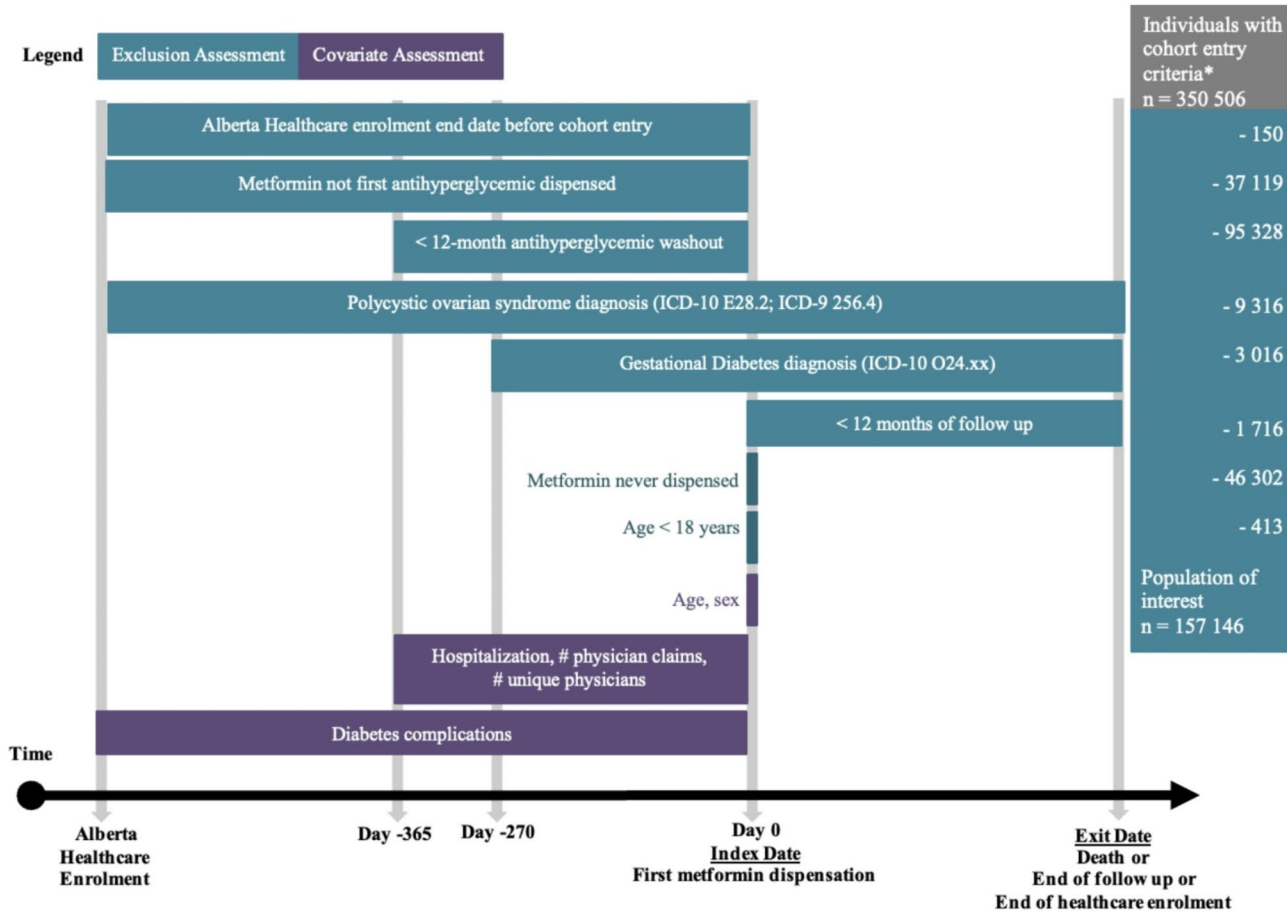 Legend
Exclusion Assessment
Covariate Assessment
Individuals with
cohort entry
criteria*
n = 350 506
Alberta Healthcare enrolment end date before cohort entry
- 150
Metformin not first antihyperglycemic dispensed
- 37 119
< 12-month antihyperglycemic washout
- 95 328
Polycystic ovarian syndrome diagnosis (ICD-10 E28.2; ICD-9 256.4)
- 9 316
Gestational Diabetes diagnosis (ICD-10 O24.xx)
- 3 016
< 12 months of follow up
- 1 716
Metformin never dispensed
- 46 302
Age < 18 years
- 413
Population of
interest
n = 157 146
Age, sex
Hospitalization, # physician claims,
# unique physicians
Diabetes complications
Time
Alberta
Healthcare
Enrolment
Day -365
Day -270
Day 0
Index Date
First metformin dispensation
Exit Date
Death or
End of follow up or
End of healthcare enrolment